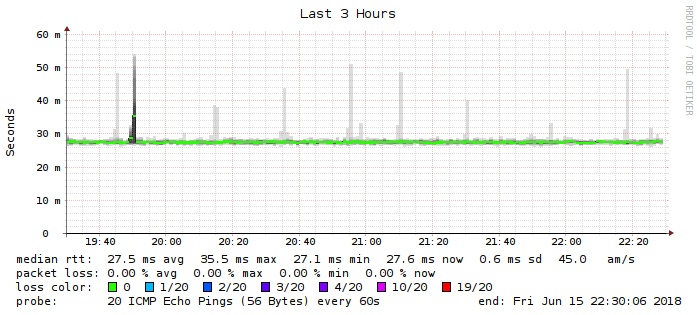 Last 3 Hours
RRDTOOL / TOBI OETIKER
Seconds
60 m
50 m
40 m
30 m
20 m
10 m
0
19:40 20:00 20:20 20:40 21:00 21:20 21:40 22:00 22:20
median rtt: 27.5 ms avg 35.5 ms max 27.1 ms min 27.6 ms now 0.6 ms sd 45.0 am/s
packet loss: 0.00 % avg 0.00 % max 0.00 % min 0.00 % now
loss color: 0 1/20 2/20 3/20 4/20 10/20 19/20
probe: 20 ICMP Echo Pings (56 Bytes) every 60s end: Fri Jun 15 22:30:06 2018